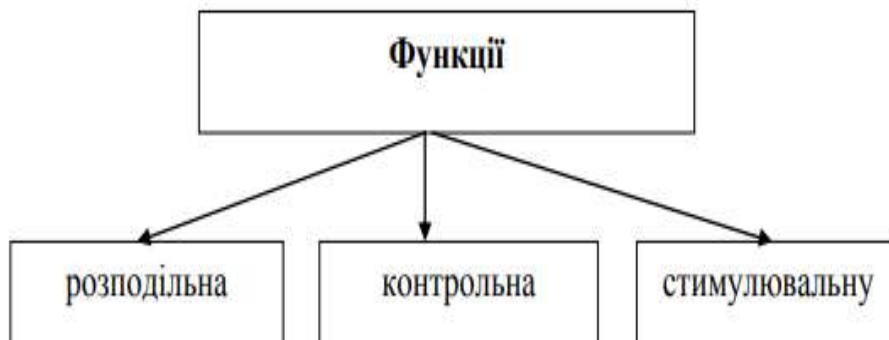 Функції
розподільна
контрольна
стимулювальну